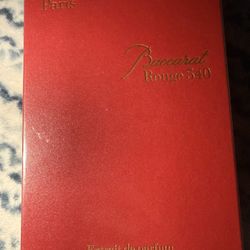 Paris
Baccarat
Rouge 540
Extrait de parfum